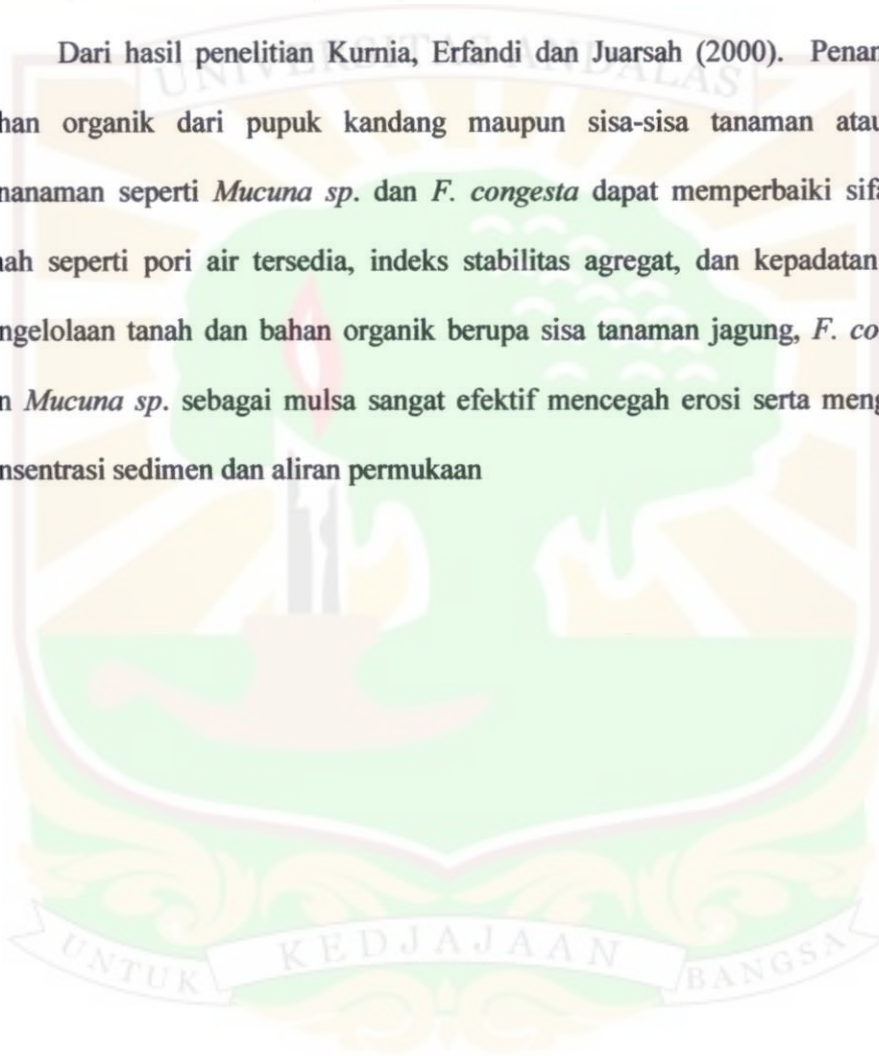 UNIVERSITAS ANDALAS
Dari hasil penelitian Kurnia, Erfandi dan Juarsah (2000). Penam
han organik dari pupuk kandang maupun sisa-sisa tanaman atau
nanaman seperti Mucuna sp. dan F. congesta dapat memperbaiki sifa
nah seperti pori air tersedia, indeks stabilitas agregat, dan kepadatan
ngelolaan tanah dan bahan organik berupa sisa tanaman jagung, F. co
n Mucuna sp. sebagai mulsa sangat efektif mencegah erosi serta meng
nsentrasi sedimen dan aliran permukaan
UNTUK KEDJAJAAN BANGSA